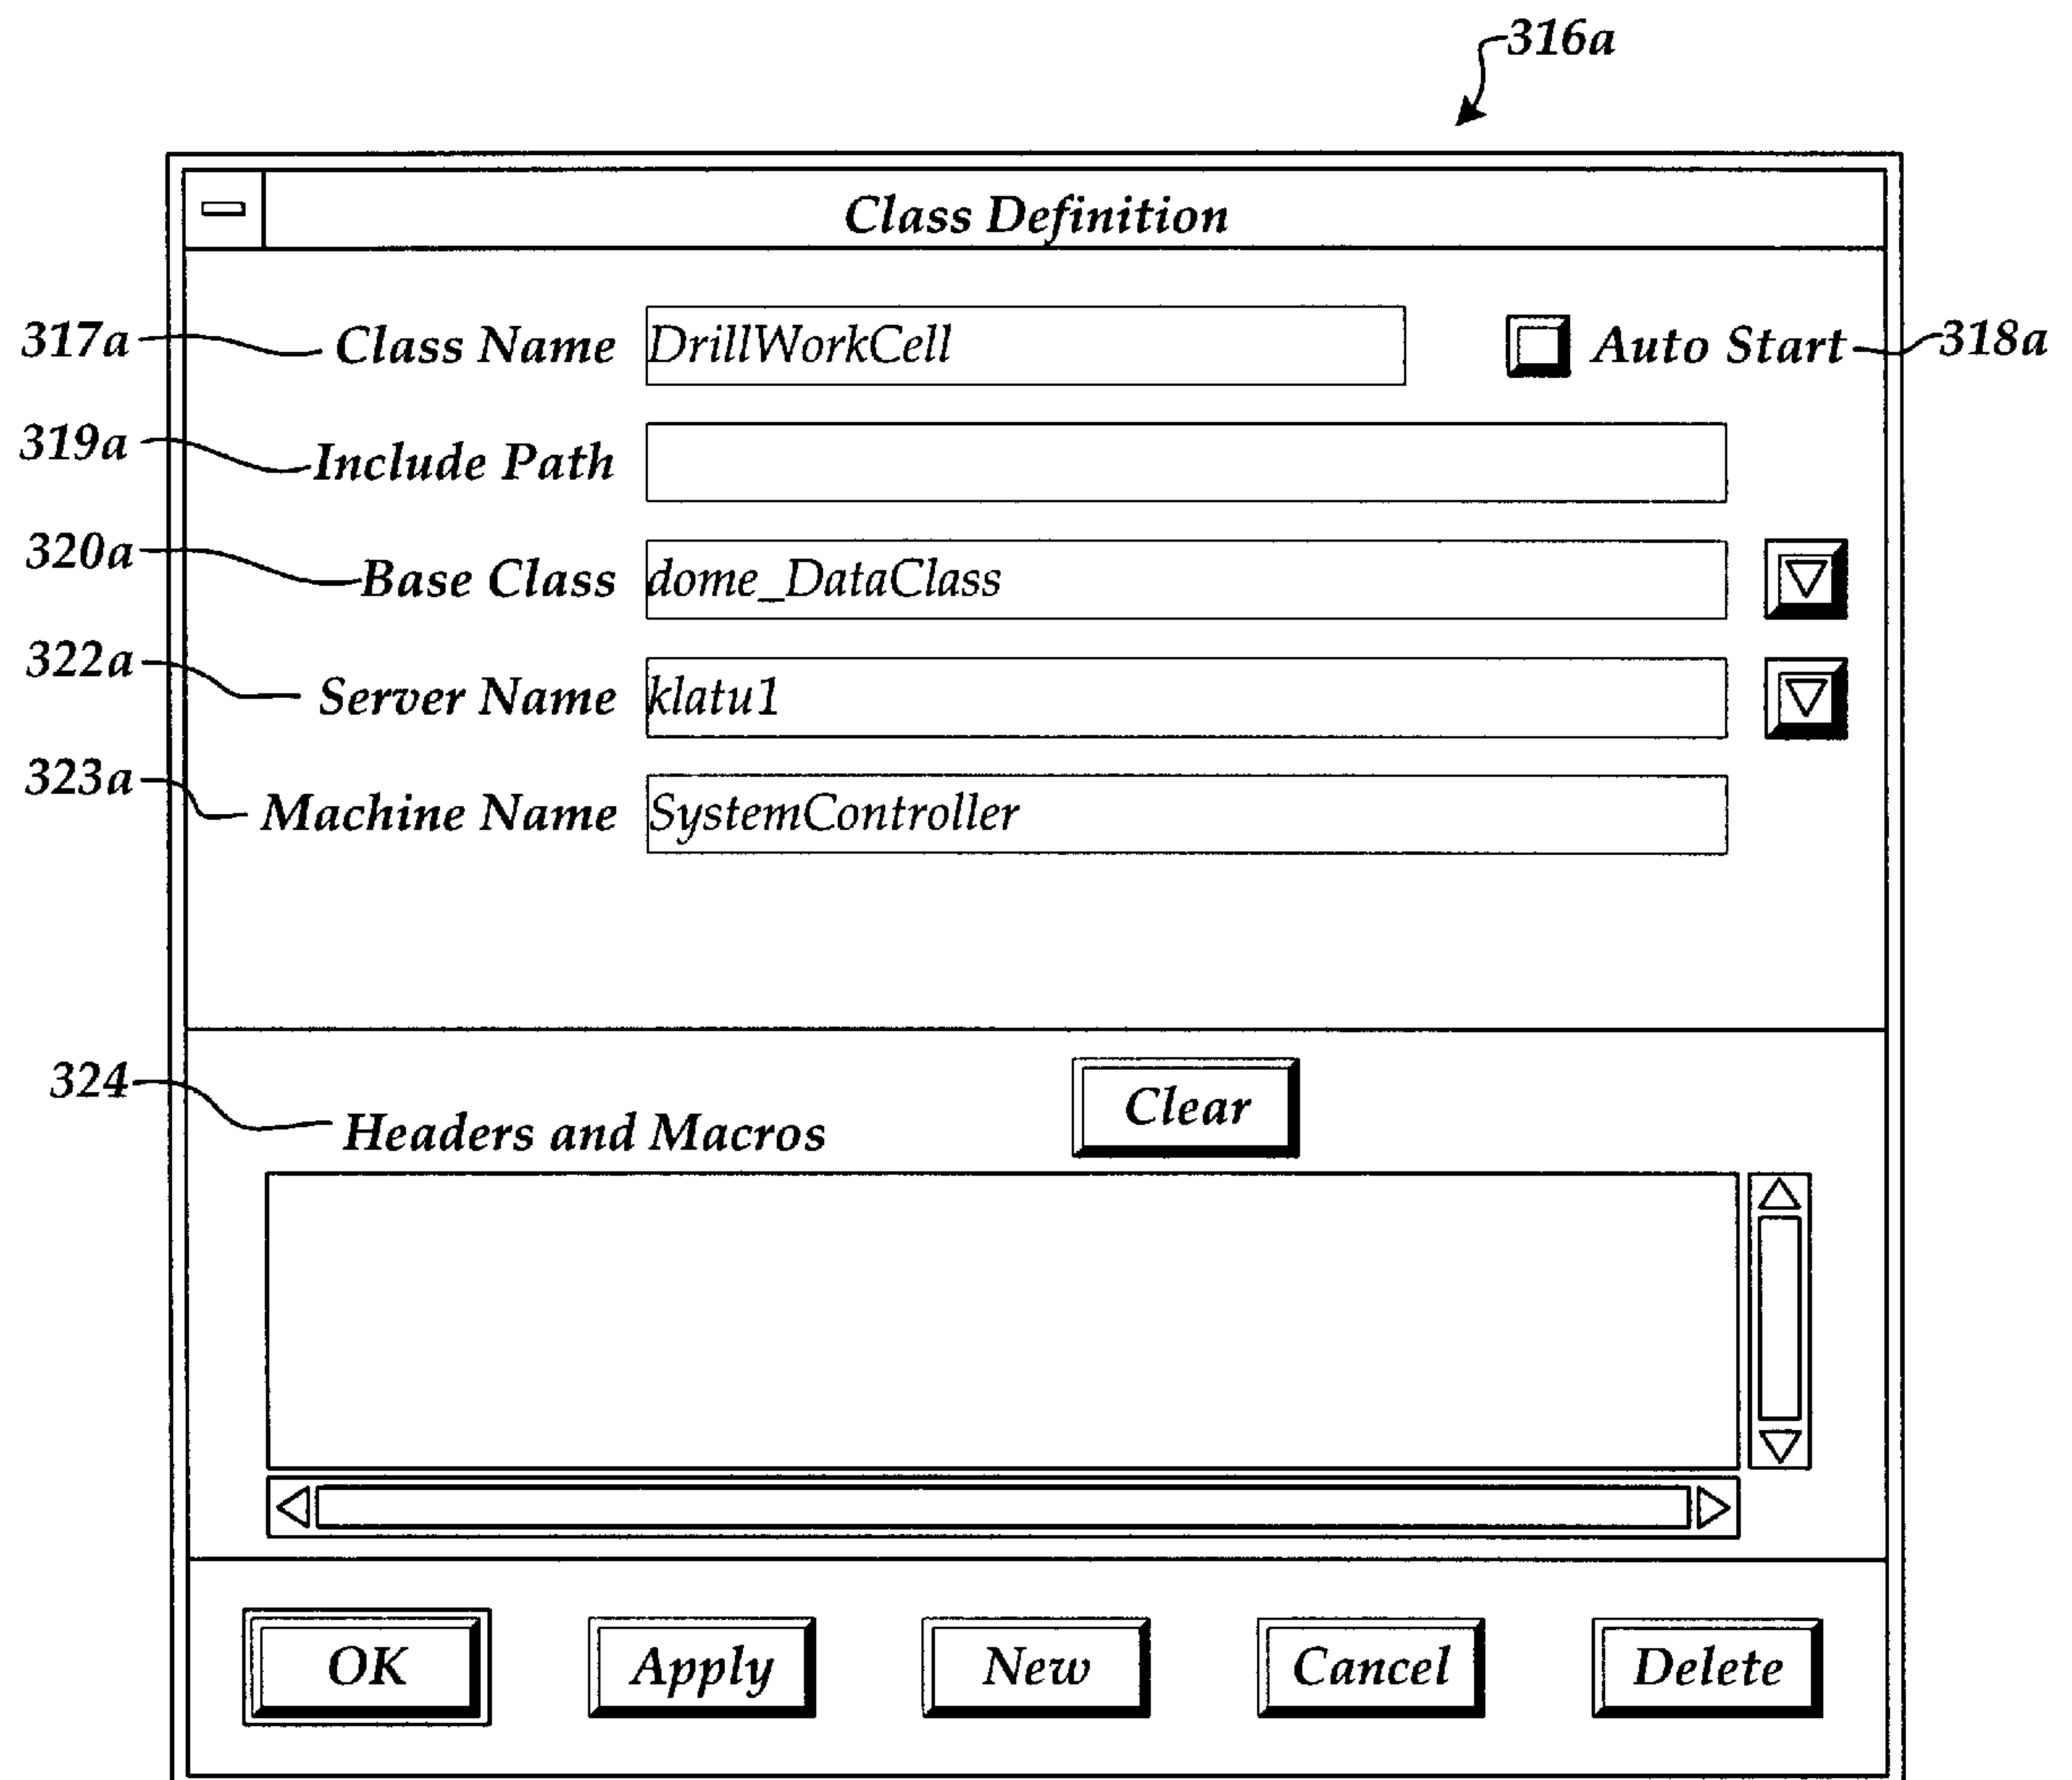 316a
Class Definition
317a Class Name DrillWorkCell Auto Start 318a
319a Include Path
320a Base Class dome_DataClass
322a Server Name klatu1
323a Machine Name SystemController
324 Headers and Macros Clear
OK Apply New Cancel Delete